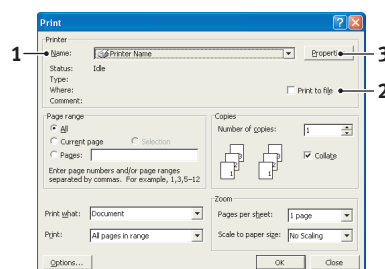 Print
Printer
1
Name:
Printer Name
Properti
3
Status:
Idle
Type:
Where:
Print to file
2
Comment:
Page range
All
Current page
Selection
Pages:
Enter page numbers and/or page ranges
separated by commas. For example, 1,3,5-12
Copies
Number of copies:
1
Collate
Print what:
Document
Print:
All pages in range
Zoom
Pages per sheet:
1 page
Scale to paper size:
No Scaling
Options...
OK
Close